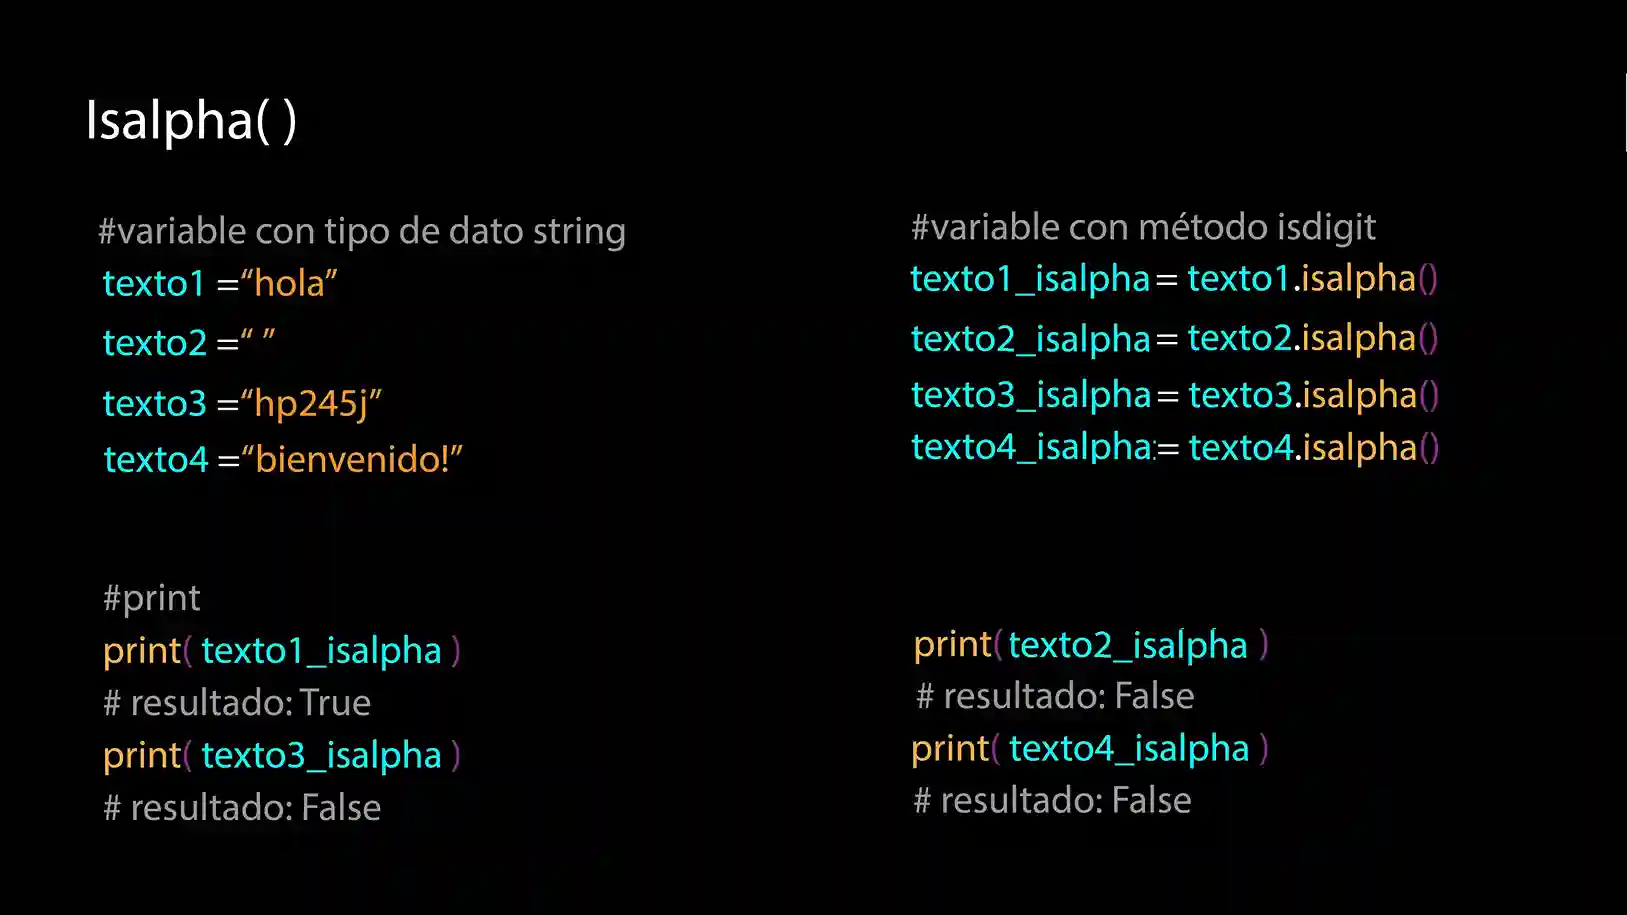 Isalpha( )
#variable con tipo de dato string
texto1 =“hola”
texto2 =“ ”
texto3 =“hp245j”
texto4 =“bienvenido!”
#variable con método isdigit
texto1_isalpha= texto1.isalpha()
texto2_isalpha= texto2.isalpha()
texto3_isalpha= texto3.isalpha()
texto4_isalpha:= texto4.isalpha()
#print
print( texto1_isalpha )
# resultado: True
print( texto3_isalpha )
# resultado: False
print( texto2_isalpha )
# resultado: False
print( texto4_isalpha )
# resultado: False